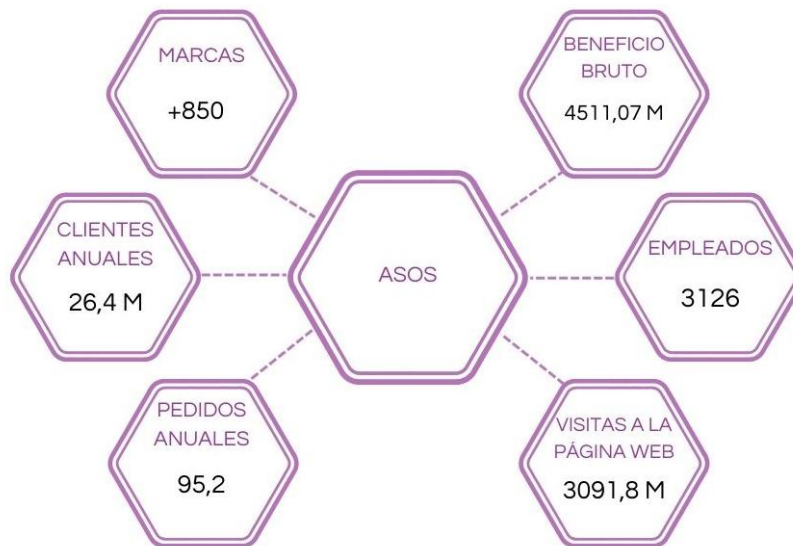 MARCAS
+850
BENEFICIO
BRUTO
4511,07 M
CLIENTES
ANUALES
26,4 M
ASOS
EMPLEADOS
3126
PEDIDOS
ANUALES
95,2
VISITAS A LA
PÁGINA WEB
3091,8 M